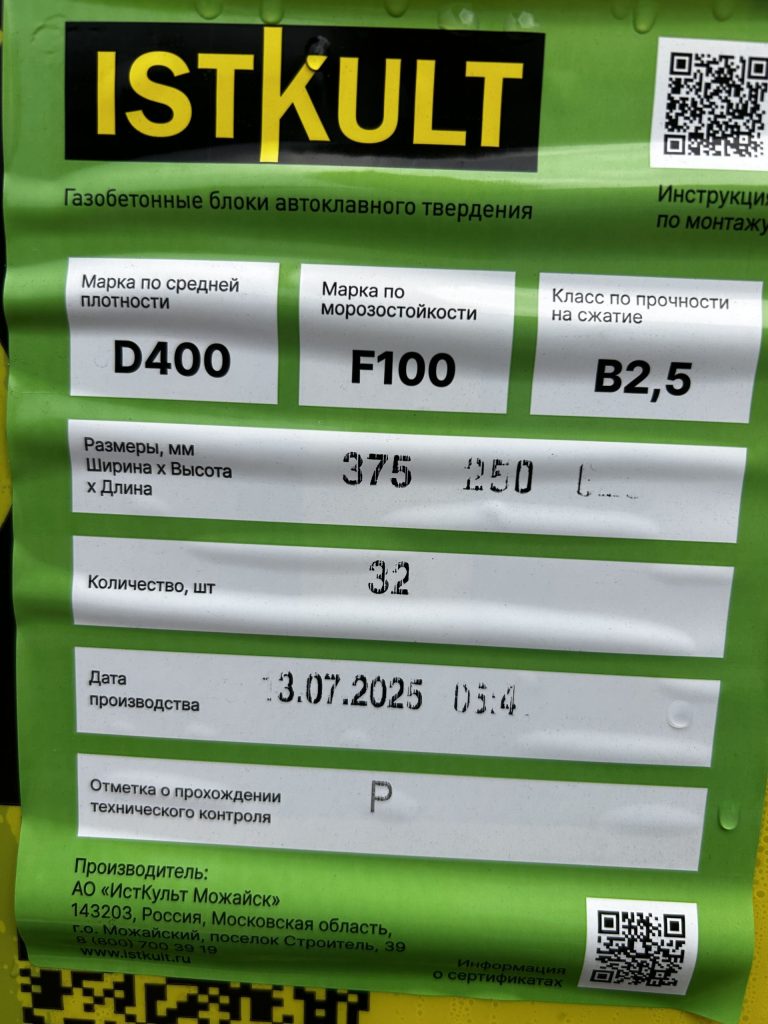 ISTKULT
Газобетонные блоки автоклавного твердения
Инструкция
по монтажу
Марка по средней
плотности
D400
Марка по
морозостойкости
F100
Класс по прочности
на сжатие
B2,5
Размеры, мм
Ширина х Высота
х Длина
375 250
Количество, шт
32
Дата
производства
13.07.2025
Отметка о прохождении
технического контроля
P
Производитель:
АО «ИстКульт Можайск»
143203, Россия, Московская область,
г.о. Можайский, поселок Строитель, 39
8 (800) 700 39 19
www.istkult.ru
Информация
о сертификатах